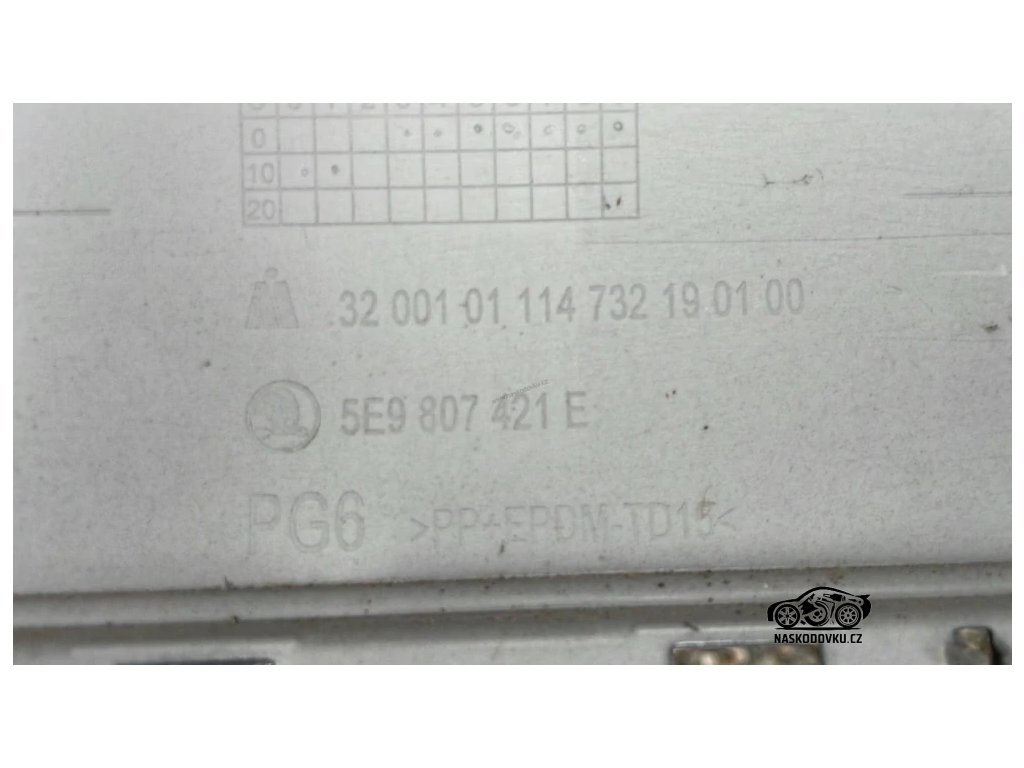 0
10
20
32 001 01 114 732 19 01 00
5E9 807 421 E
PG6 >PP+EPDM-TD15<
NASKODOVKU.CZ